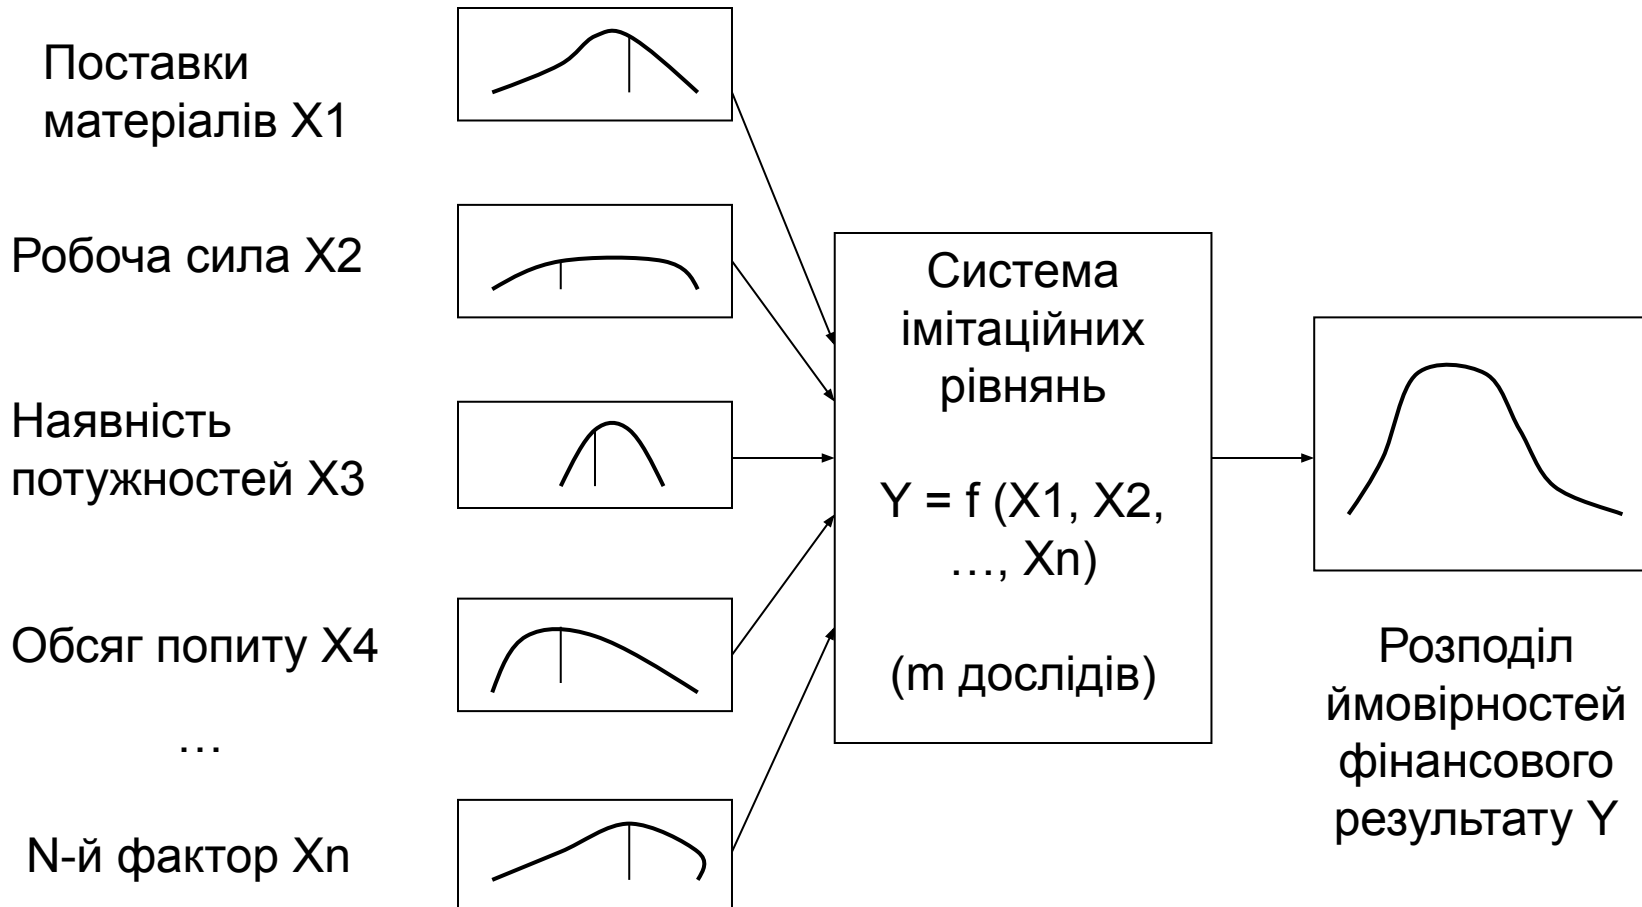 Поставки
матеріалів X1
Робоча сила X2
Наявність
потужностей X3
Обсяг попиту X4
…
N-й фактор Xn
Система
імітаційних
рівнянь
Y = f (X1, X2,
…, Xn)
(m дослідів)
Розподіл
ймовірностей
фінансового
результату Y